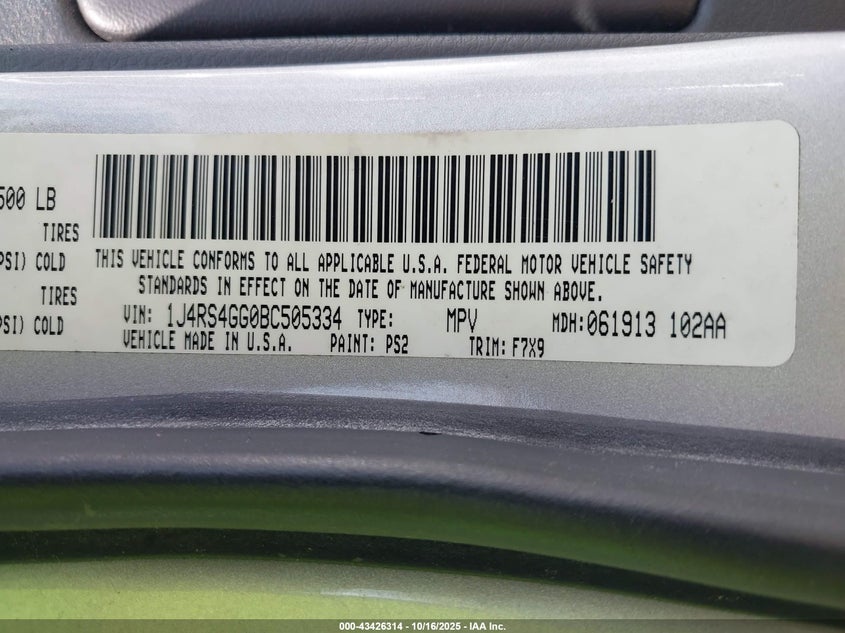 500 LB
TIRES
PSI) COLD
TIRES
PSI) COLD
THIS VEHICLE CONFORMS TO ALL APPLICABLE U.S.A. FEDERAL MOTOR VEHICLE SAFETY
STANDARDS IN EFFECT ON THE DATE OF MANUFACTURE SHOWN ABOVE.
VIN: 1J4RS4GG0BC505334 TYPE: MPV MDH:061913 102AA
VEHICLE MADE IN U.S.A. PAINT: PS2 TRIM: F7X9
000-43426314 - 10/16/2025 - IAA Inc.